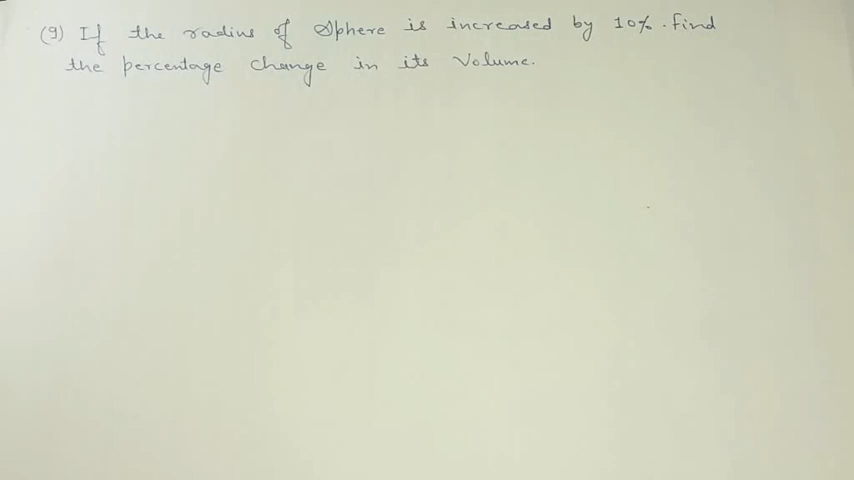 (9) If the radius of Sphere is increased by 10%. find
the percentage change in its Volume.